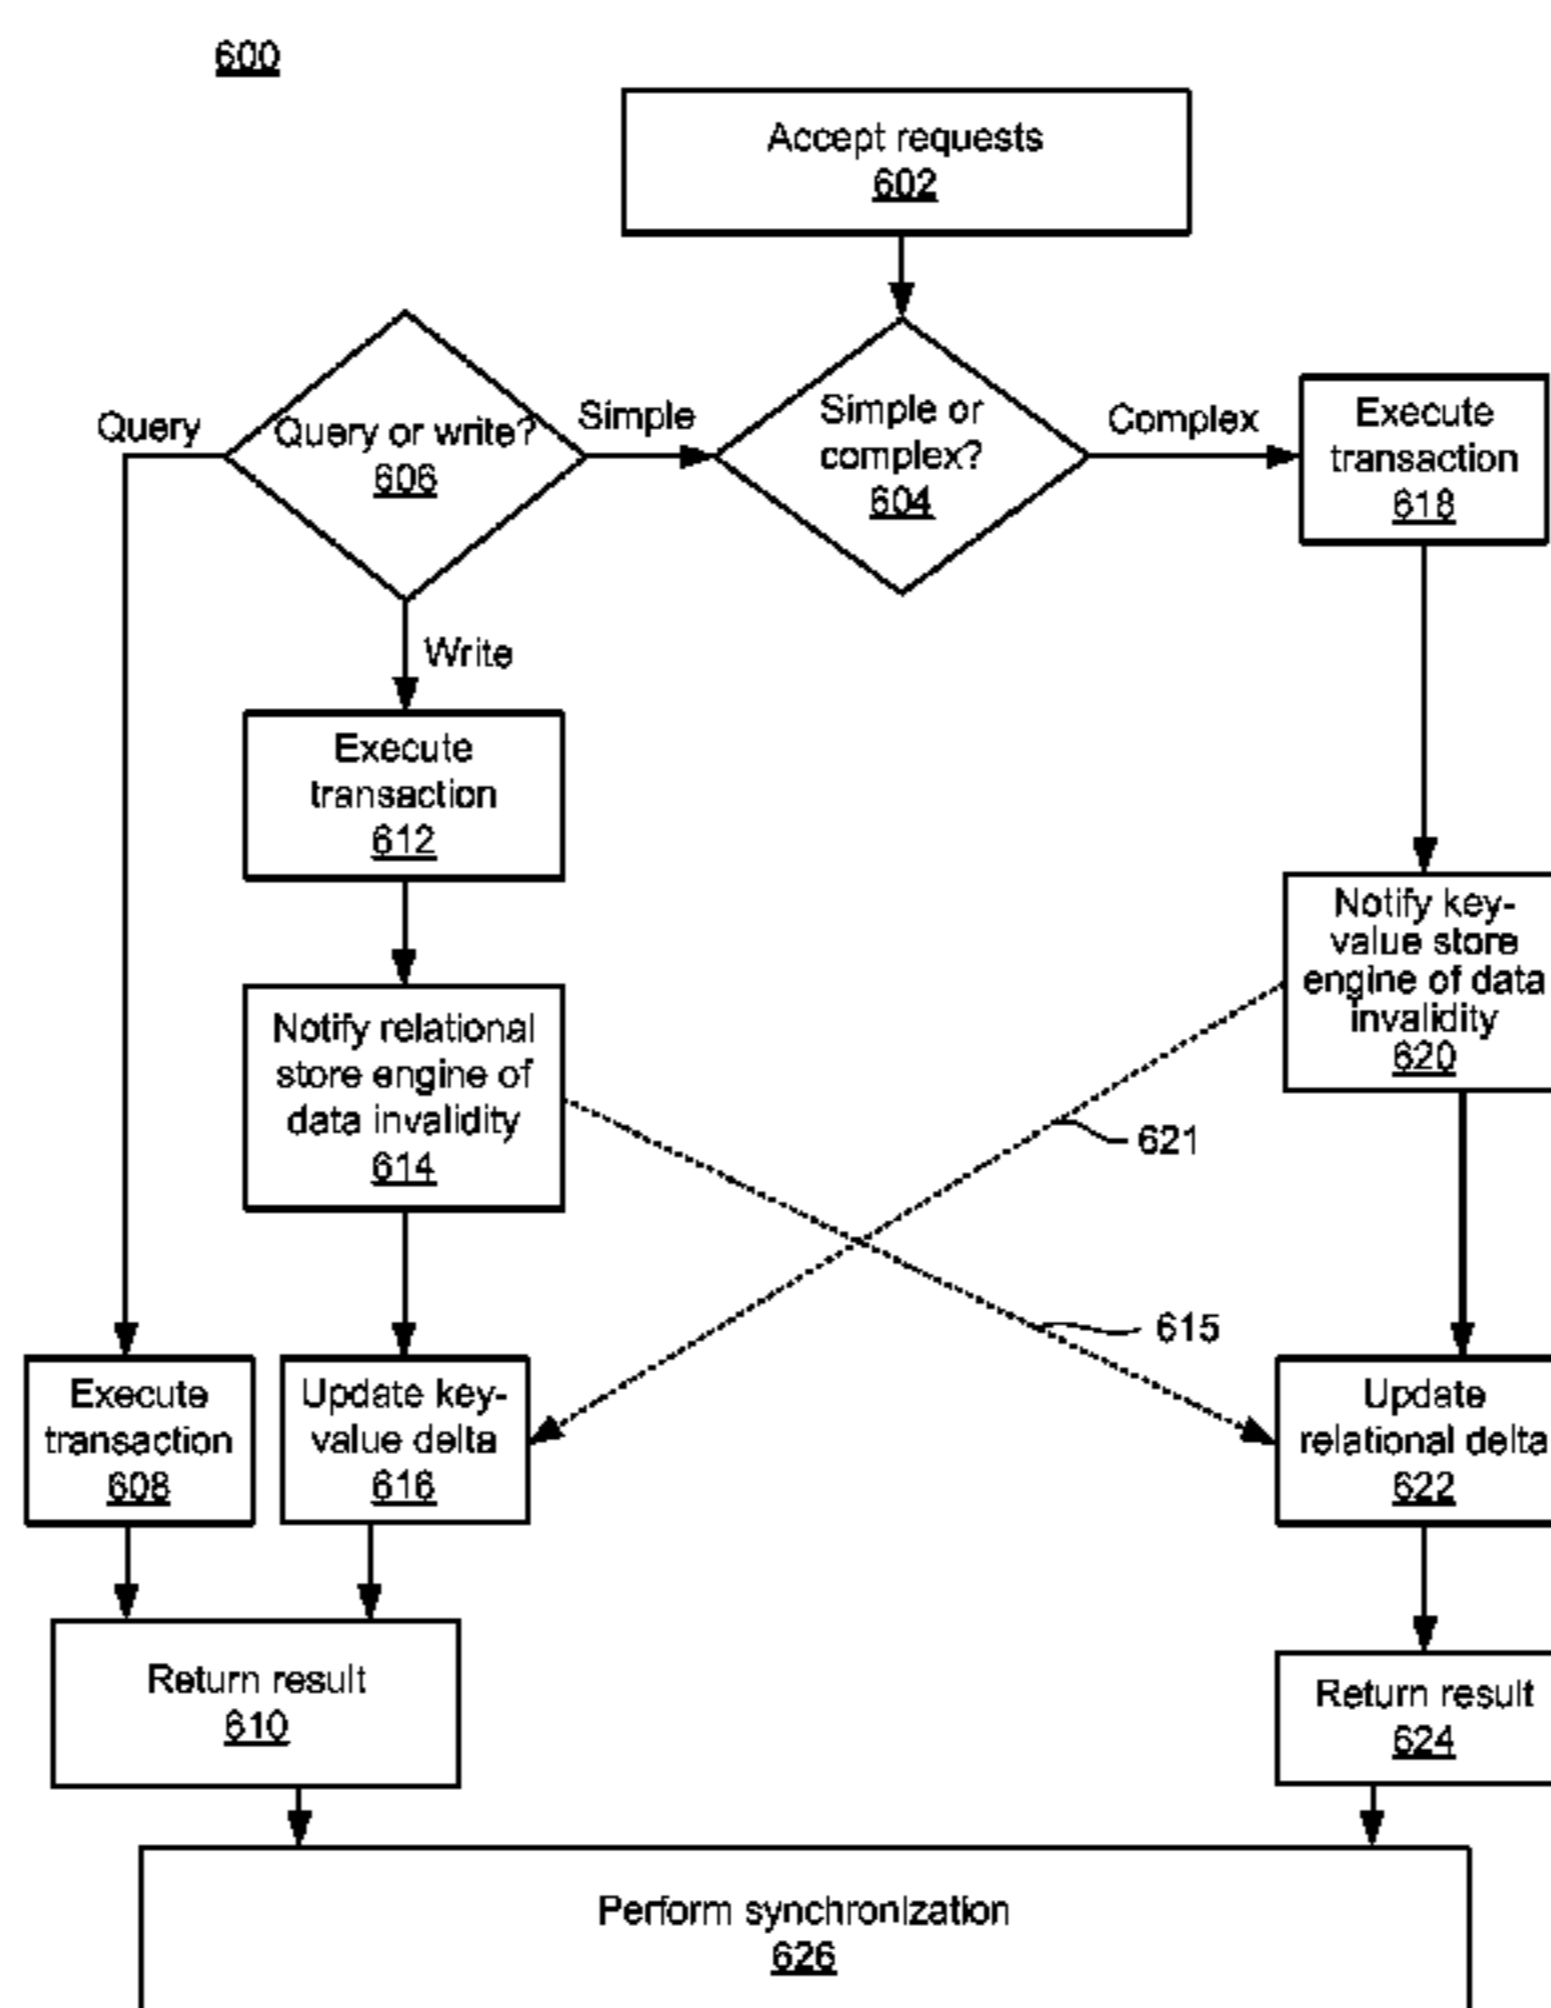 600
Accept requests
602
Query
Query or write?
606
Simple
Simple or
complex?
604
Complex
Execute
transaction
618
Write
Execute
transaction
612
Notify relational
store engine of
data invalidity
614
Notify key-
value store
engine of data
invalidity
620
621
615
Execute
transaction
608
Update key-
value delta
616
Update
relational delta
622
Return result
610
Return result
624
Perform synchronization
626